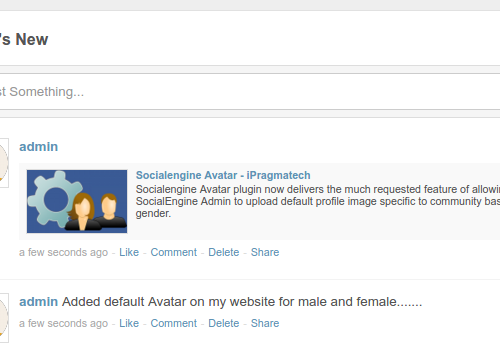 's New
st Something...
admin
Socialengine Avatar - iPragmatech
Socialengine Avatar plugin now delivers the much requested feature of allowin
SocialEngine Admin to upload default profile image specific to community bas
gender.
a few seconds ago - Like - Comment - Delete - Share
admin Added default Avatar on my website for male and female.......
a few seconds ago - Like - Comment - Delete - Share